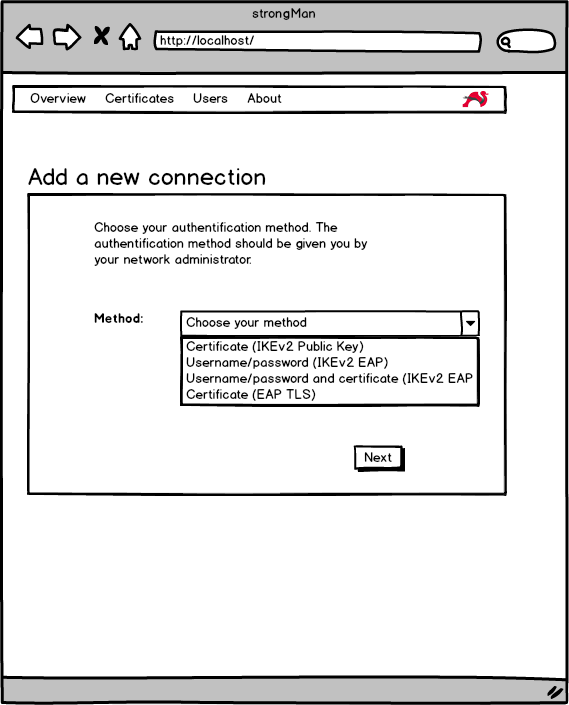 strongMan
http://localhost/
Overview Certificates Users About
Add a new connection
Choose your authentification method. The
authentification method should be given you by
your network administrator.
Method: Choose your method
Certificate (IKEv2 Public Key)
Username/password (IKEv2 EAP)
Username/password and certificate (IKEv2 EAP
Certificate (EAP TLS)
Next